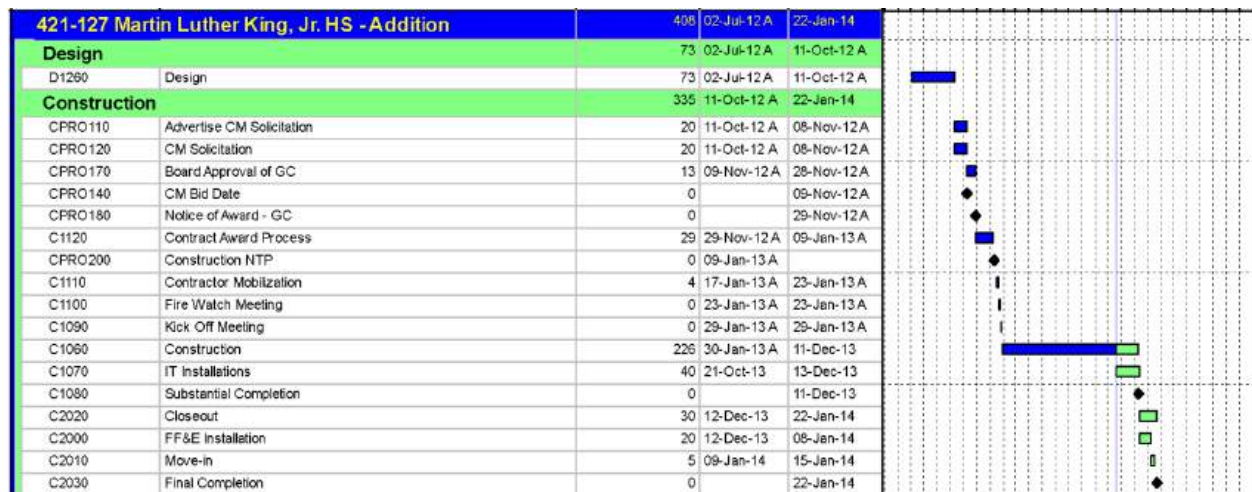 421-127 Martin Luther King, Jr. HS - Addition 408 02-Jul-12 A 22-Jan-14
Design 73 02-Jul-12 A 11-Oct-12 A
D1260 Design 73 02-Jul-12 A 11-Oct-12 A
Construction 335 11-Oct-12 A 22-Jan-14
CPRO110 Advertise CM Solicitation 20 11-Oct-12 A 08-Nov-12 A
CPRO120 CM Solicitation 20 11-Oct-12 A 08-Nov-12 A
CPRO170 Board Approval of GC 13 09-Nov-12 A 28-Nov-12 A
CPRO140 CM Bid Date 0 09-Nov-12 A
CPRO180 Notice of Award - GC 0 29-Nov-12 A
C1120 Contract Award Process 29 29-Nov-12 A 09-Jan-13 A
CPRO200 Construction NTP 0 09-Jan-13 A
C1110 Contractor Mobilization 4 17-Jan-13 A 23-Jan-13 A
C1100 Fire Watch Meeting 0 23-Jan-13 A 23-Jan-13 A
C1090 Kick Off Meeting 0 29-Jan-13 A 29-Jan-13 A
C1060 Construction 226 30-Jan-13 A 11-Dec-13
C1070 IT Installations 40 21-Oct-13 13-Dec-13
C1080 Substantial Completion 0 11-Dec-13
C2020 Closeout 30 12-Dec-13 22-Jan-14
C2000 FF&E Installation 20 12-Dec-13 08-Jan-14
C2010 Move-in 5 09-Jan-14 15-Jan-14
C2030 Final Completion 0 22-Jan-14